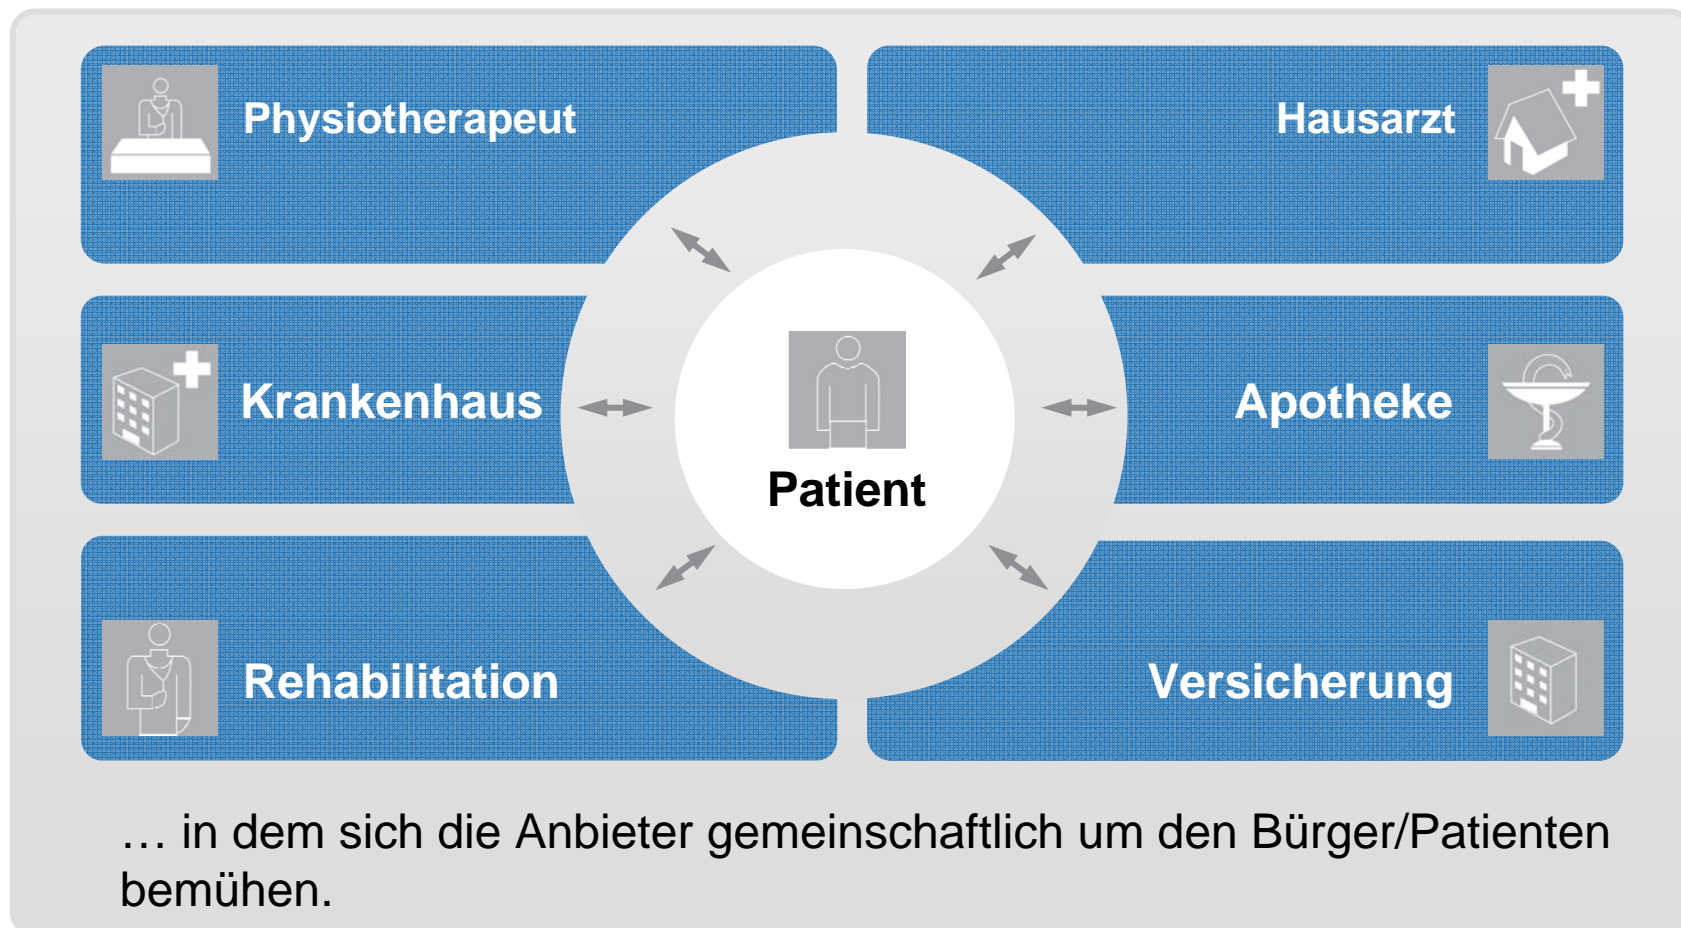 Physiotherapeut
Hausarzt
Krankenhaus
Apotheke
Patient
Rehabilitation
Versicherung
… in dem sich die Anbieter gemeinschaftlich um den Bürger/Patienten
bemühen.